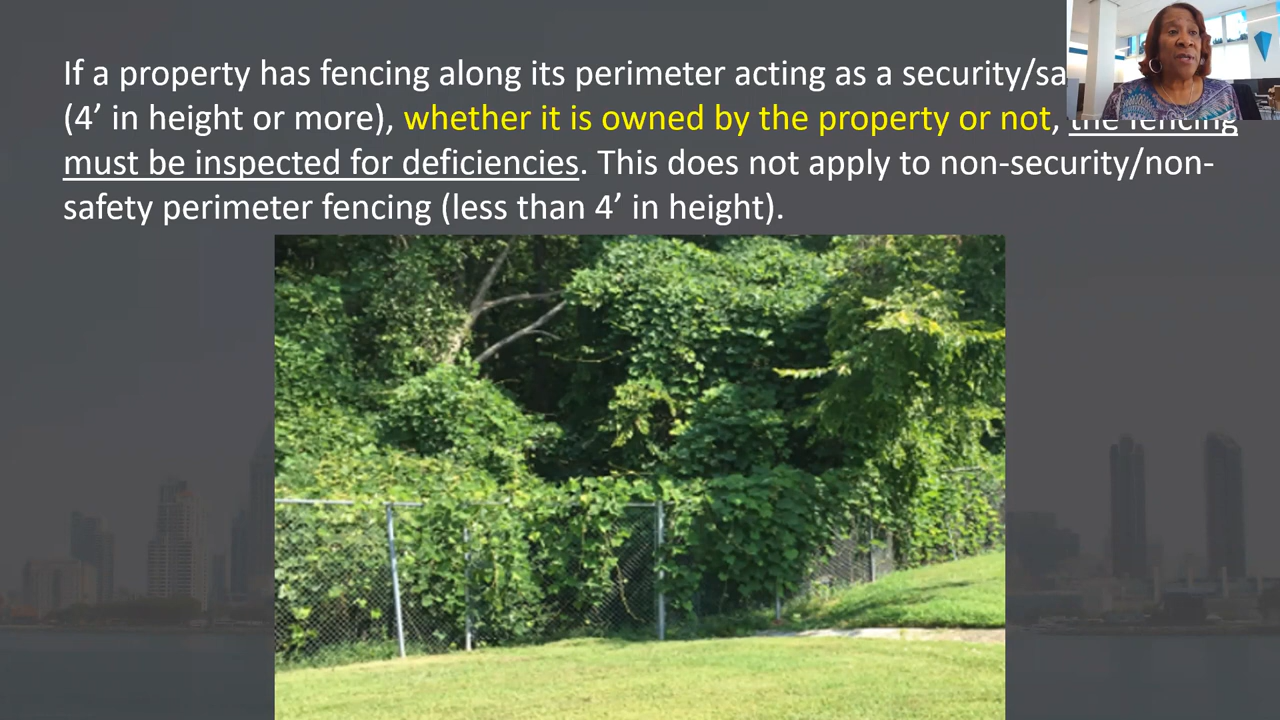 If a property has fencing along its perimeter acting as a security/sa
(4’ in height or more), whether it is owned by the property or not, the fencing
must be inspected for deficiencies. This does not apply to non-security/non-
safety perimeter fencing (less than 4’ in height).